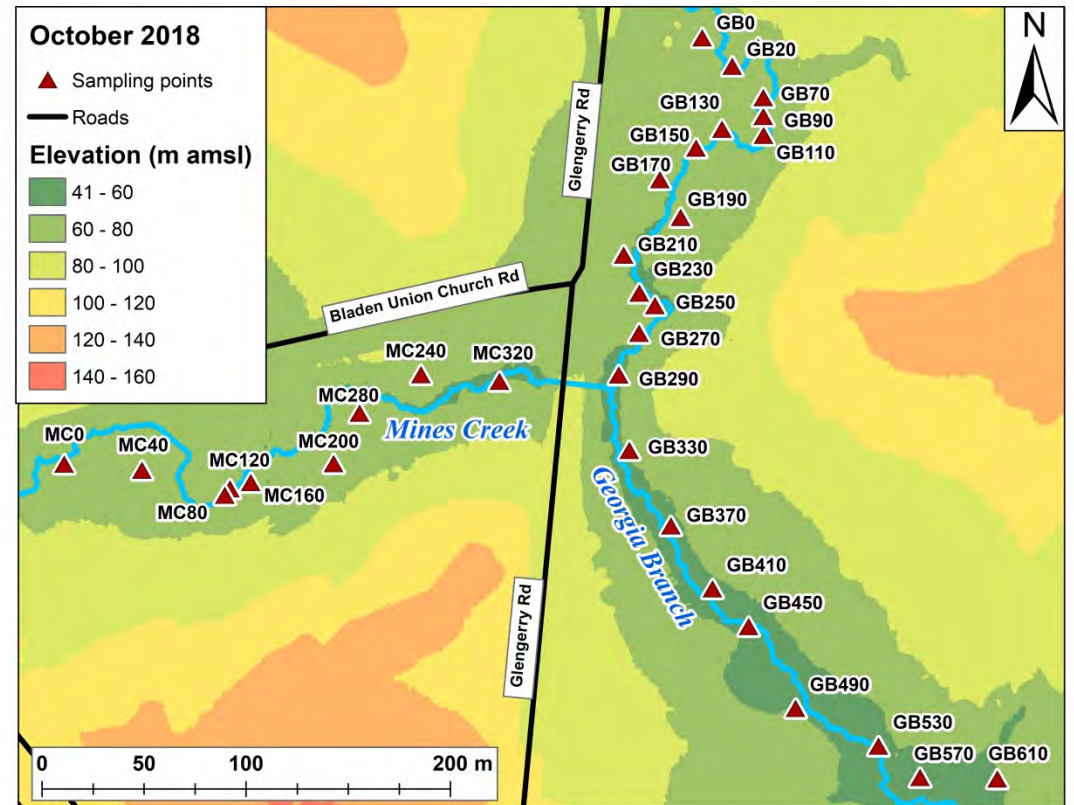 October 2018
Sampling points
Roads
Elevation (m amsl)
41 - 60
60 - 80
80 - 100
100 - 120
120 - 140
140 - 160
N
GB0
GB20
GB70
GB90
GB110
GB130
GB150
GB170
GB190
GB210
GB230
GB250
GB270
GB290
GB330
GB370
GB410
GB450
GB490
GB530
GB570
GB610
Glengerry Rd
Bladen Union Church Rd
MC240
MC320
MC280
Mines Creek
MC0
MC40
MC200
MC120
MC160
MC80
Georgia Branch
Glengerry Rd
0 50 100 200 m